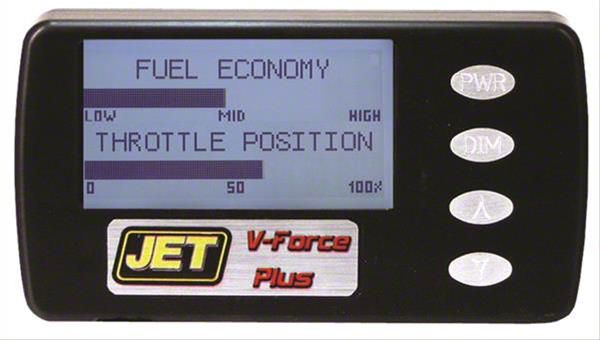 FUEL ECONOMY
LOW MID HIGH
THROTTLE POSITION
0 50 100%
PWR
DIM
JET
V-Force
Plus